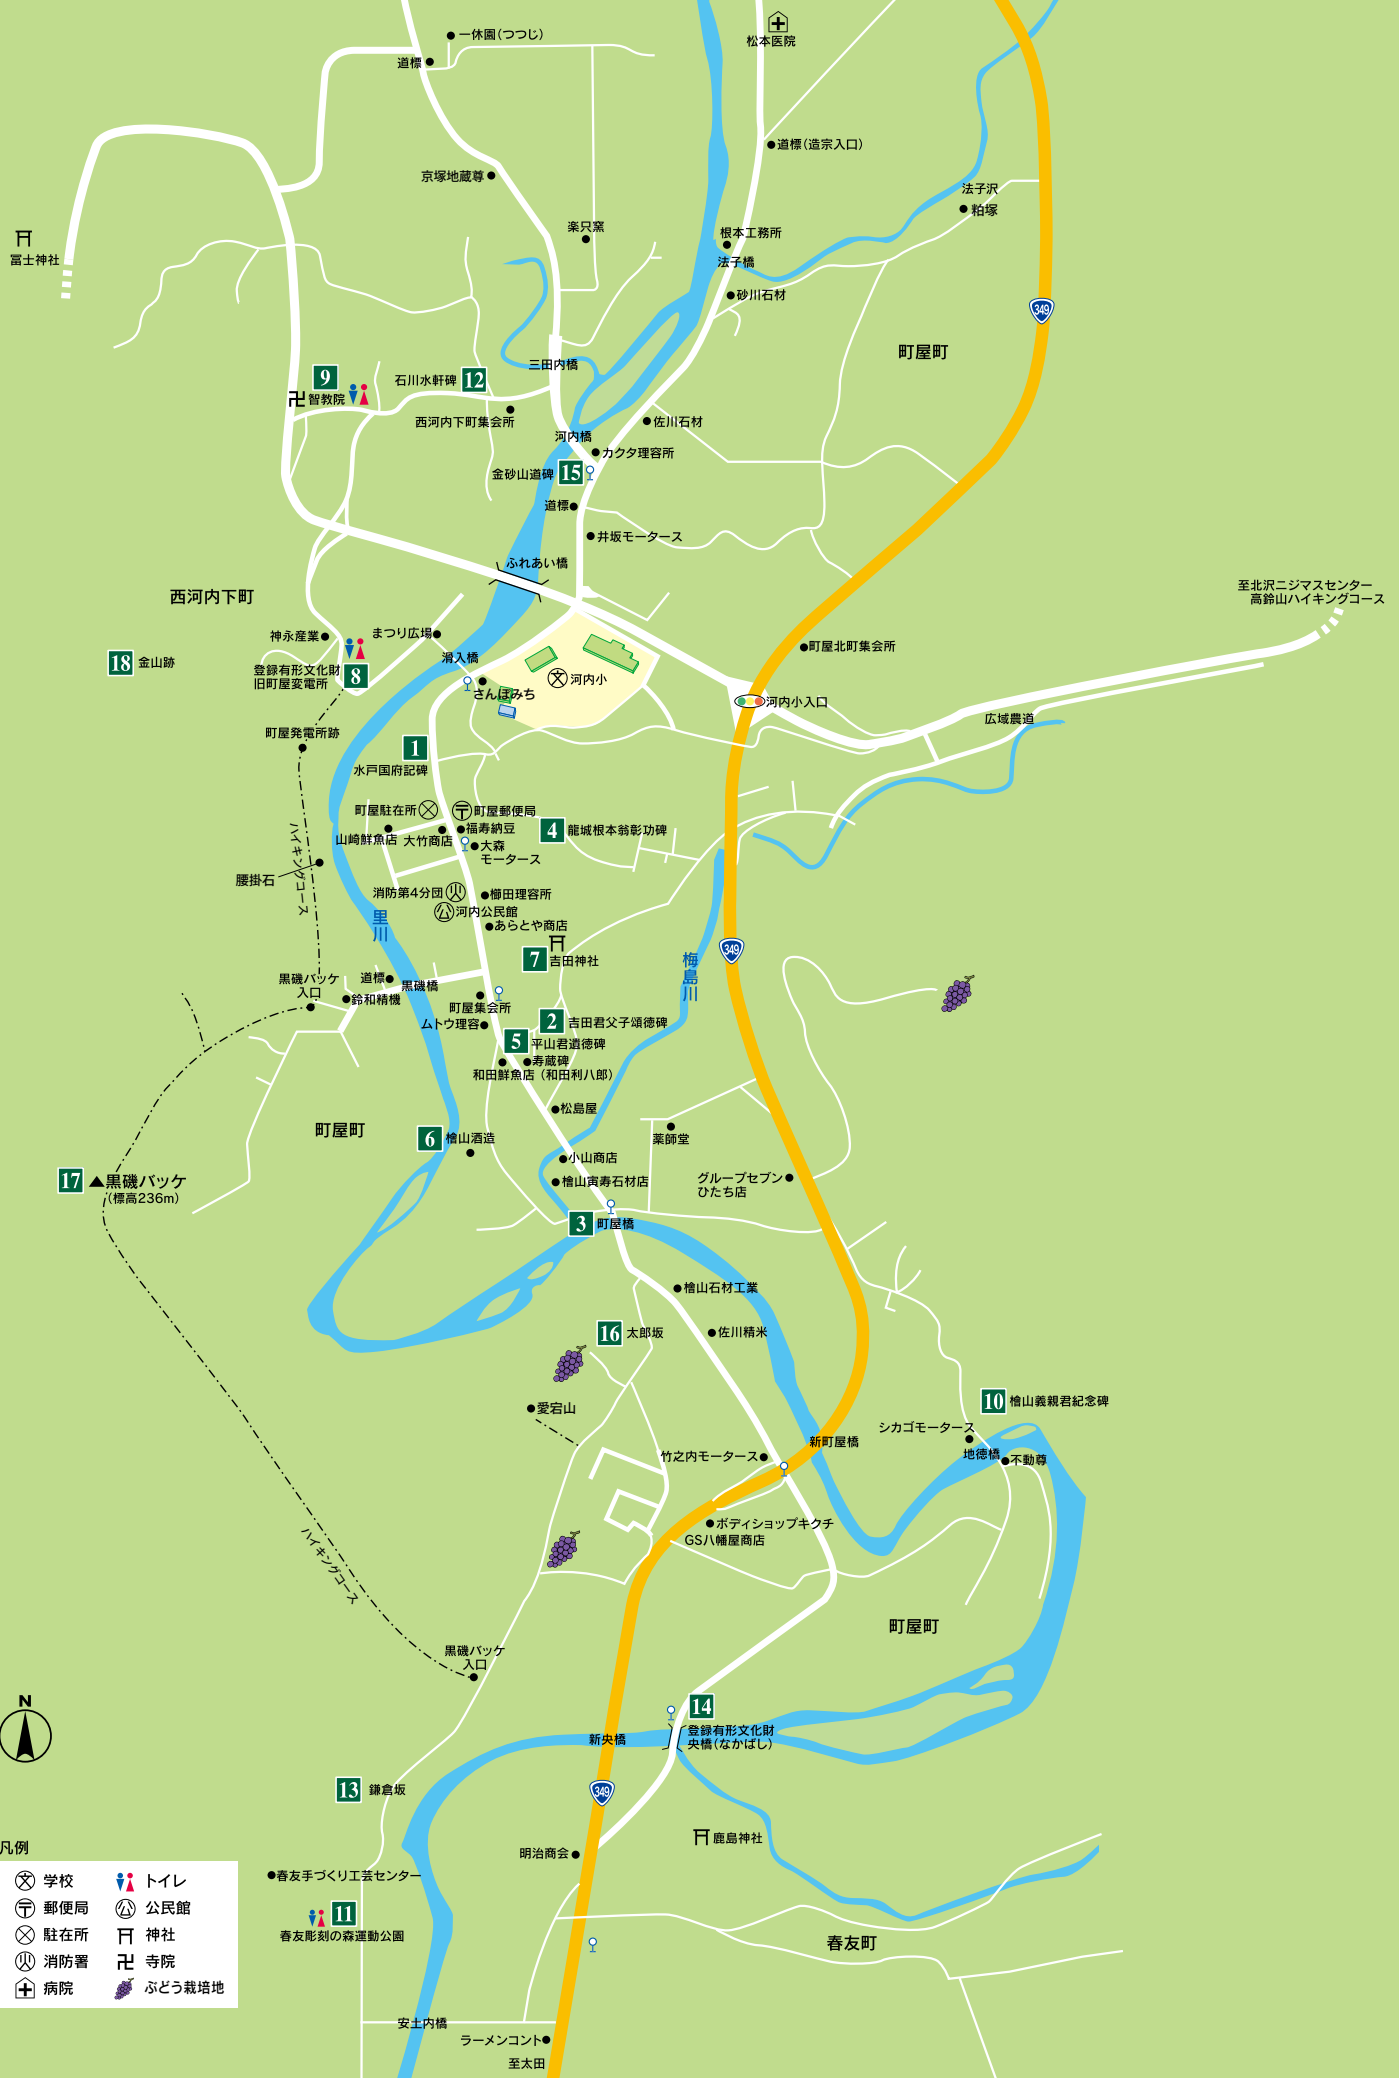 一休園(つつじ)
道標
松本医院
道標(造宗入口)
京塚地蔵尊
法子沢
粕塚
楽只窯
根本工務所
法子橋
冨士神社
砂川石材
349
町屋町
三田内橋
9
智教院
石川水軒碑
12
西河内下町集会所
佐川石材
河内橋
カクタ理容所
金砂山道碑
15
道標
井坂モータース
ふれあい橋
至北沢ニジマスセンター
高鈴山ハイキングコース
西河内下町
神永産業
まつり広場
町屋北町集会所
18
金山跡
登録有形文化財
旧町屋変電所
8
滑入橋
河内小
さんぽみち
河内小入口
広域農道
町屋発電所跡
1
水戸国府記碑
町屋駐在所
町屋郵便局
山崎鮮魚店
大竹商店
福寿納豆
大森
モータース
4
龍城根本翁彰功碑
ハイキングコース
腰掛石
消防第4分団
櫛田理容所
河内公民館
あらとや商店
里川
349
7
吉田神社
梅島川
黒磯バッケ
入口
道標
黒磯橋
鈴和精機
町屋集会所
ムトウ理容
2
吉田君父子頌徳碑
5
平山君遺徳碑
寿蔵碑
和田鮮魚店
(和田利八郎)
松島屋
町屋町
6
檜山酒造
薬師堂
小山商店
17
黒磯バッケ
(標高236m)
檜山寅寿石材店
グループセブン
ひたち店
3
町屋橋
檜山石材工業
16
太郎坂
佐川精米
愛宕山
10
檜山義親君紀念碑
シカゴモータース
新町屋橋
地徳橋
不動尊
竹之内モータース
ボディショップキクチ
GS八幡屋商店
ハイキングコース
町屋町
黒磯バッケ
入口
N
14
登録有形文化財
央橋(なかばし)
新央橋
13
鎌倉坂
349
鹿島神社
明治商会
凡例
学校
トイレ
郵便局
公民館
駐在所
神社
消防署
寺院
病院
ぶどう栽培地
春友手づくり工芸センター
11
春友彫刻の森運動公園
春友町
安土内橋
ラーメンコント
至太田